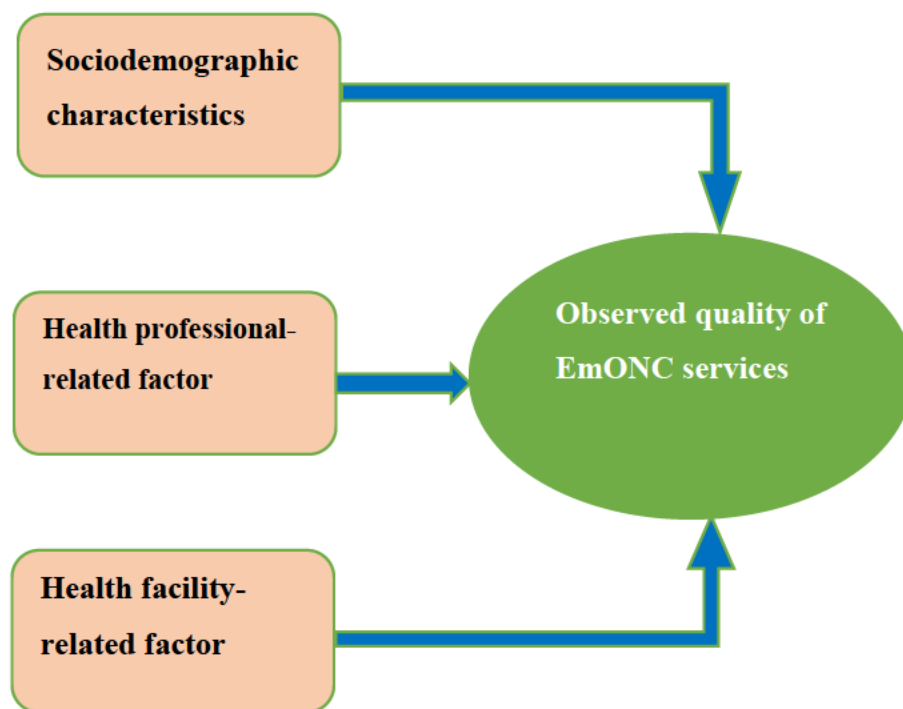 Sociodemographic
characteristics
Health professional-
related factor
Observed quality of
EmONC services
Health facility-
related factor